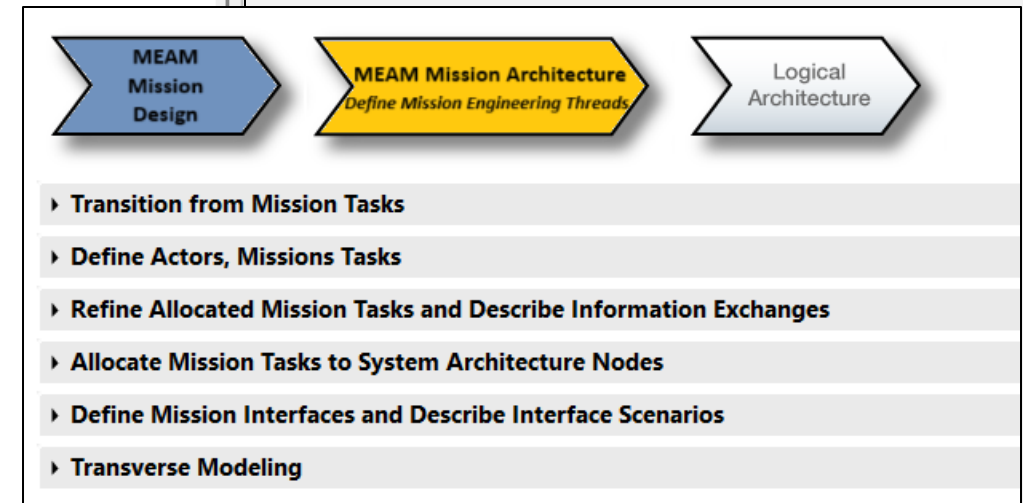 MEAM
Mission
Design
MEAM Mission Architecture
Define Mission Engineering Threads
Logical
Architecture
Transition from Mission Tasks
Define Actors, Missions Tasks
Refine Allocated Mission Tasks and Describe Information Exchanges
Allocate Mission Tasks to System Architecture Nodes
Define Mission Interfaces and Describe Interface Scenarios
Transverse Modeling